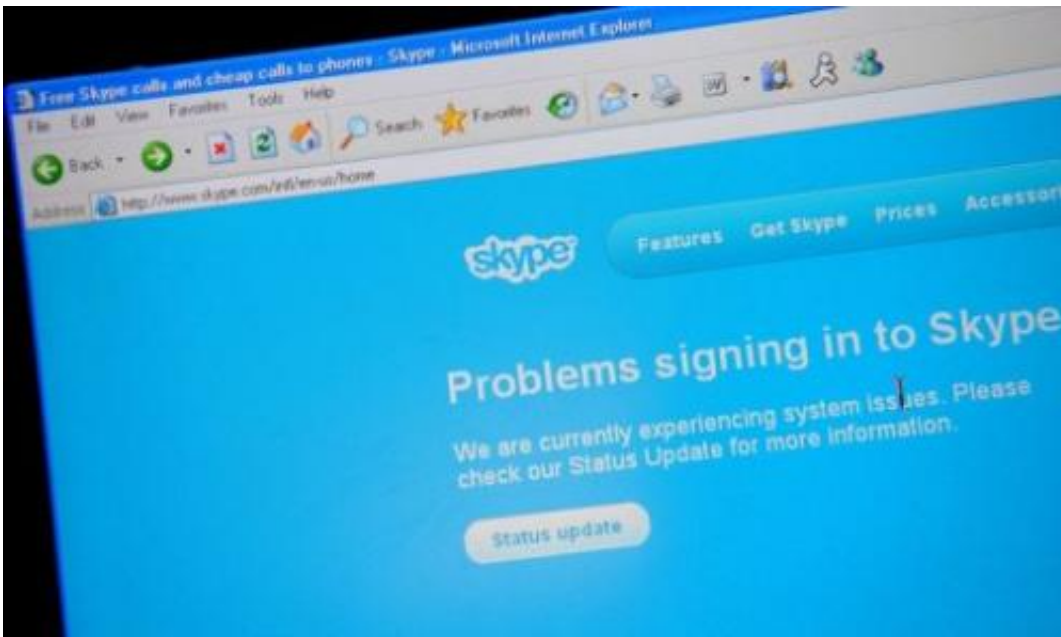 Free Skype calls and cheap calls to phones - Skype - Microsoft Internet Explorer
File Edit View Favorites Tools Help
Back Search Favorites
Address http://www.skype.com/intl/en-us/home
skype
Features Get Skype Prices Accessor
Problems signing in to Skype
We are currently experiencing system issues. Please
check our Status Update for more information.
Status update